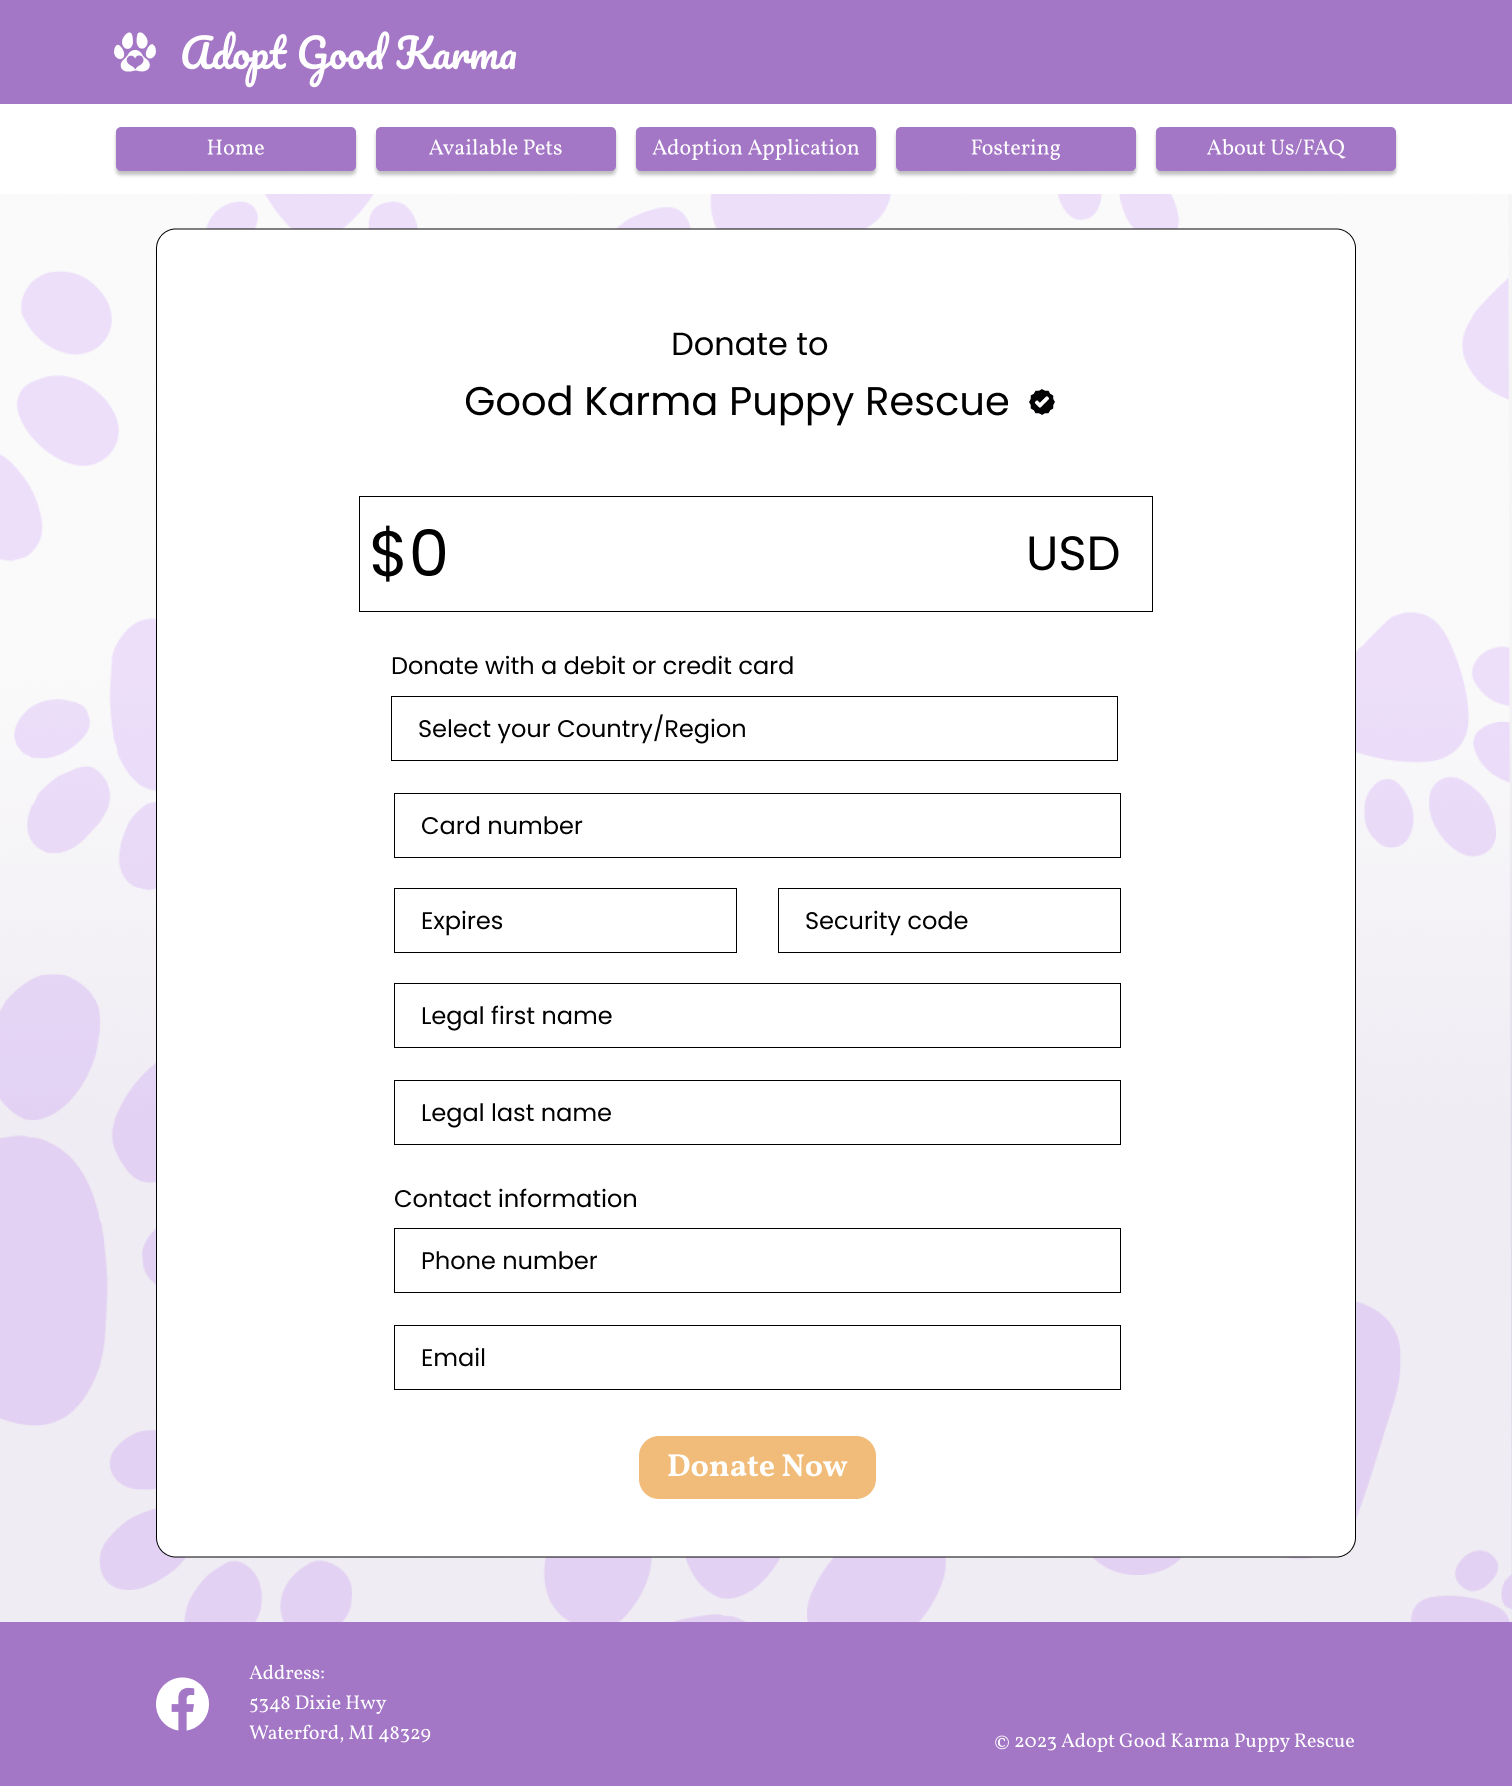 Adopt Good Karma
Home
Available Pets
Adoption Application
Fostering
About Us/FAQ
Donate to
Good Karma Puppy Rescue
$0
USD
Donate with a debit or credit card
Select your Country/Region
Card number
Expires
Security code
Legal first name
Legal last name
Contact information
Phone number
Email
Donate Now
Address:
5348 Dixie Hwy
Waterford, MI 48329
© 2023 Adopt Good Karma Puppy Rescue